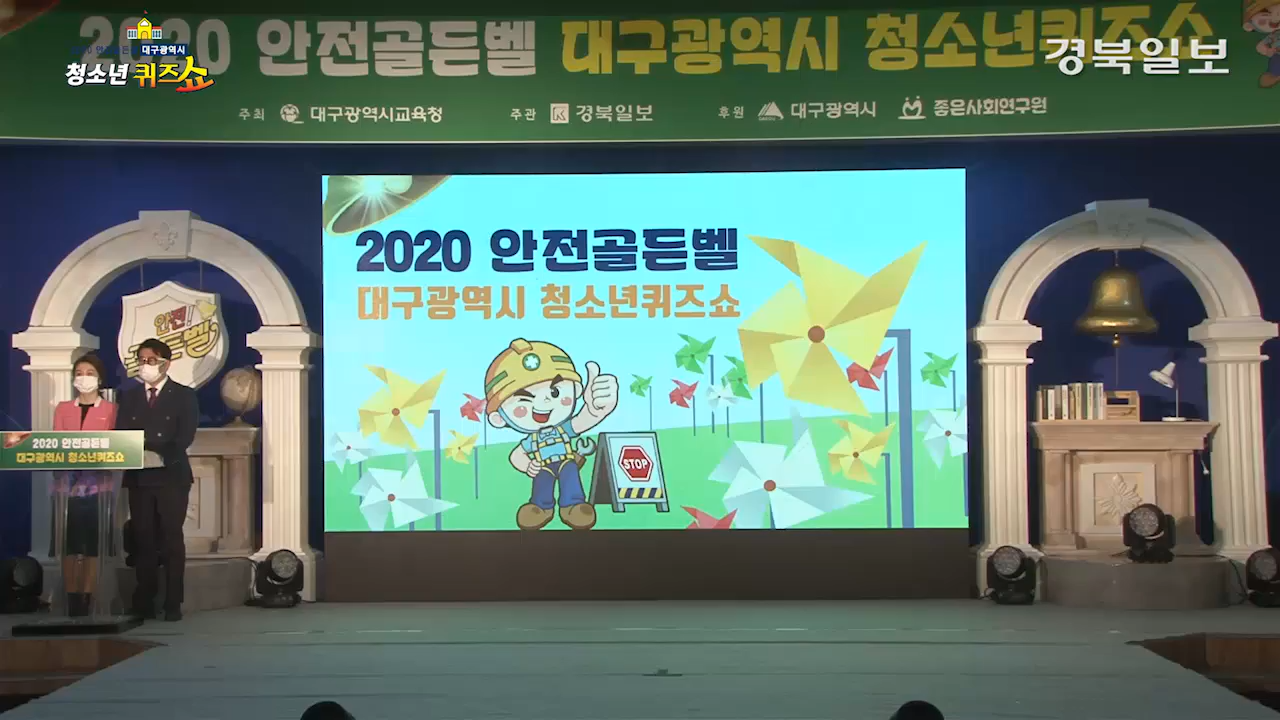 2020 안전골든벨 대구광역시 청소년퀴즈쇼
대구광역시
청소년 퀴즈쇼
경북일보
주최 대구광역시교육청 주관 경북일보 후원 대구광역시 좋은사회연구원
2020 안전골든벨
대구광역시 청소년퀴즈쇼
STOP
안전!
골든벨
2020 안전골든벨
대구광역시 청소년퀴즈쇼